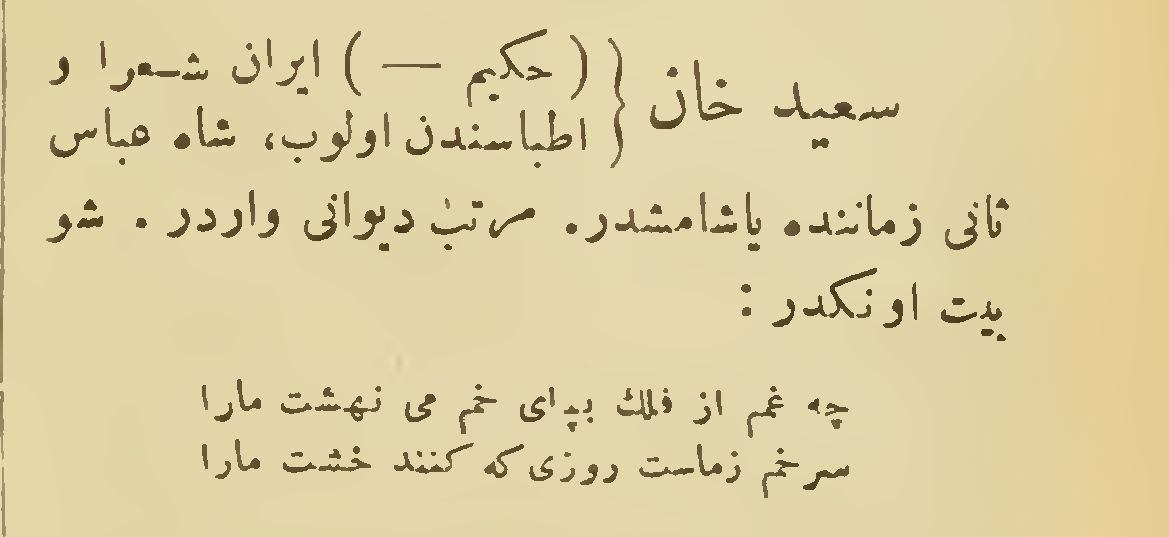 سعید خان { ( حکیم — ) ایران شعرا و
اطباسندن اولوب، شاه عباس
ثانی زماننده یاشامشدر. مرتب دیوانی واردر . شو
بیت اونکدر :
چه غم از فلك بپای خم می نهشت مارا
سرخم زماست روزی که کنند خشت مارا